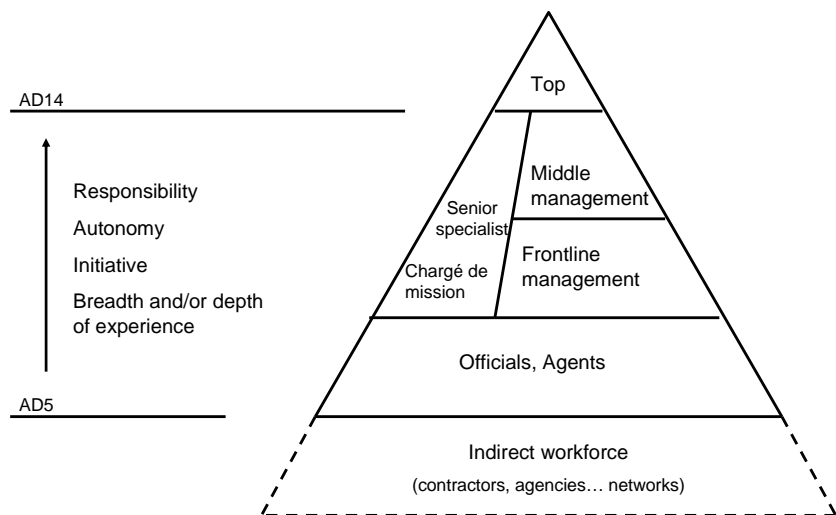 AD14
Responsibility
Autonomy
Initiative
Breadth and/or depth
of experience
AD5
Top
Middle
management
Senior
specialist
Frontline
management
Chargé de
mission
Officials, Agents
Indirect workforce
(contractors, agencies… networks)